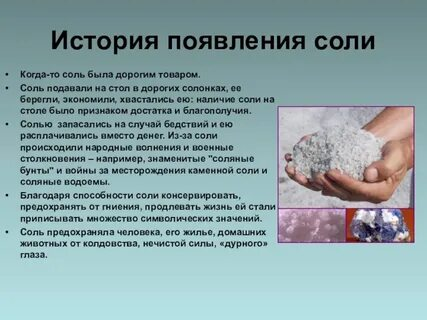 История появления соли
• Когда-то соль была дорогим товаром.
• Соль подавали на стол в дорогих солонках, ее
берегли, экономили, хвастались ею: наличие соли на
столе было признаком достатка и благополучия.
• Солью запасались на случай бедствий и ею
расплачивались вместо денег. Из-за соли
происходили народные волнения и военные
столкновения – например, знаменитые "соляные
бунты" и войны за месторождения каменной соли и
соляные водоемы.
• Благодаря способности соли консервировать,
предохранять от гниения, продлевать жизнь ей стали
приписывать множество символических значений.
• Соль предохраняла человека, его жилье, домашних
животных от колдовства, нечистой силы, «дурного»
глаза.